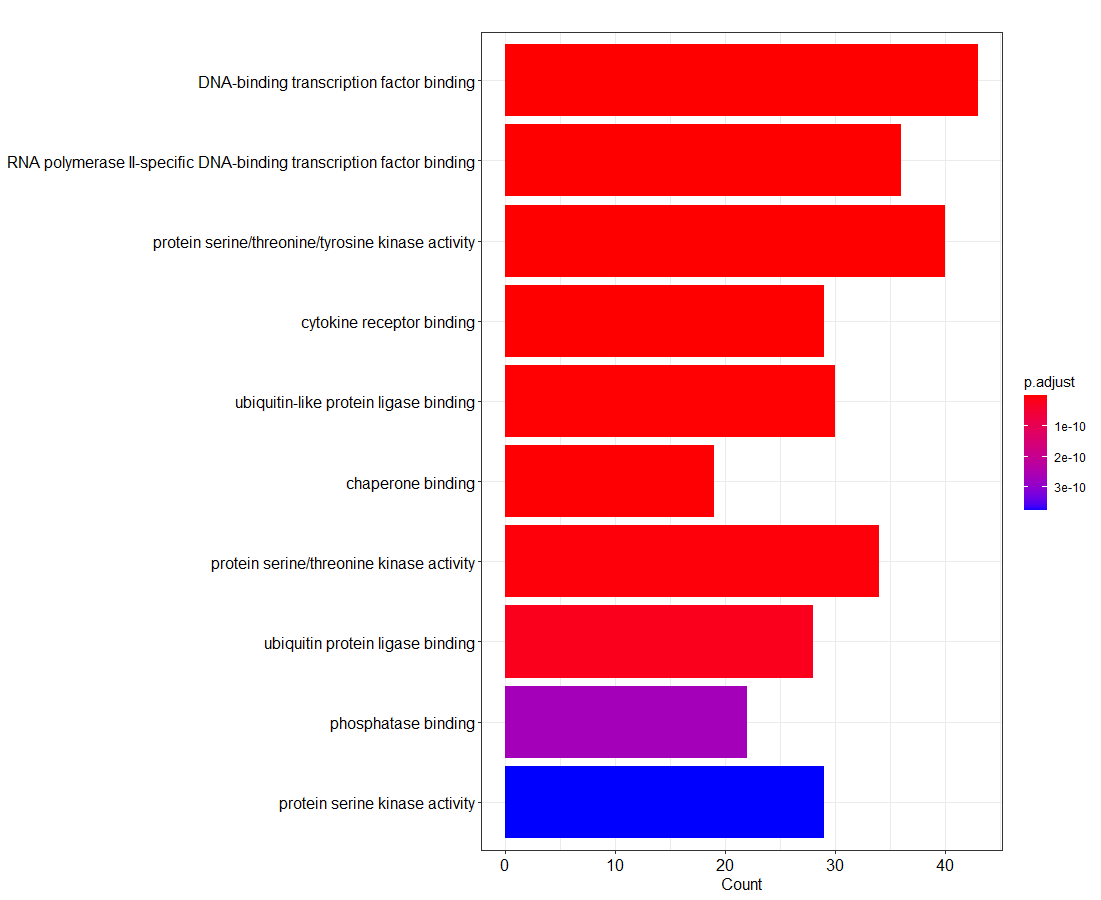 DNA-binding transcription factor binding
RNA polymerase II-specific DNA-binding transcription factor binding
protein serine/threonine/tyrosine kinase activity
cytokine receptor binding
ubiquitin-like protein ligase binding
chaperone binding
protein serine/threonine kinase activity
ubiquitin protein ligase binding
phosphatase binding
protein serine kinase activity
0 10 20 30 40
Count
p.adjust
1e-10
2e-10
3e-10